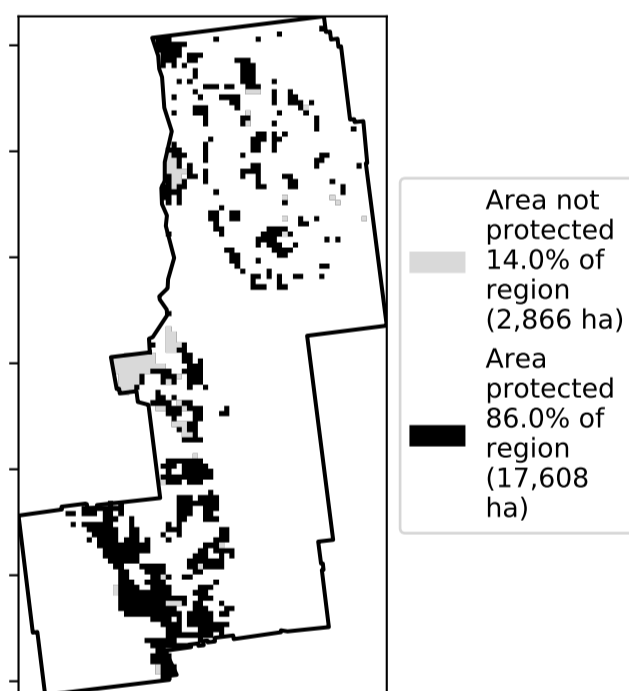 Area not
protected
14.0% of
region
(2,866 ha)
Area
protected
86.0% of
region
(17,608
ha)